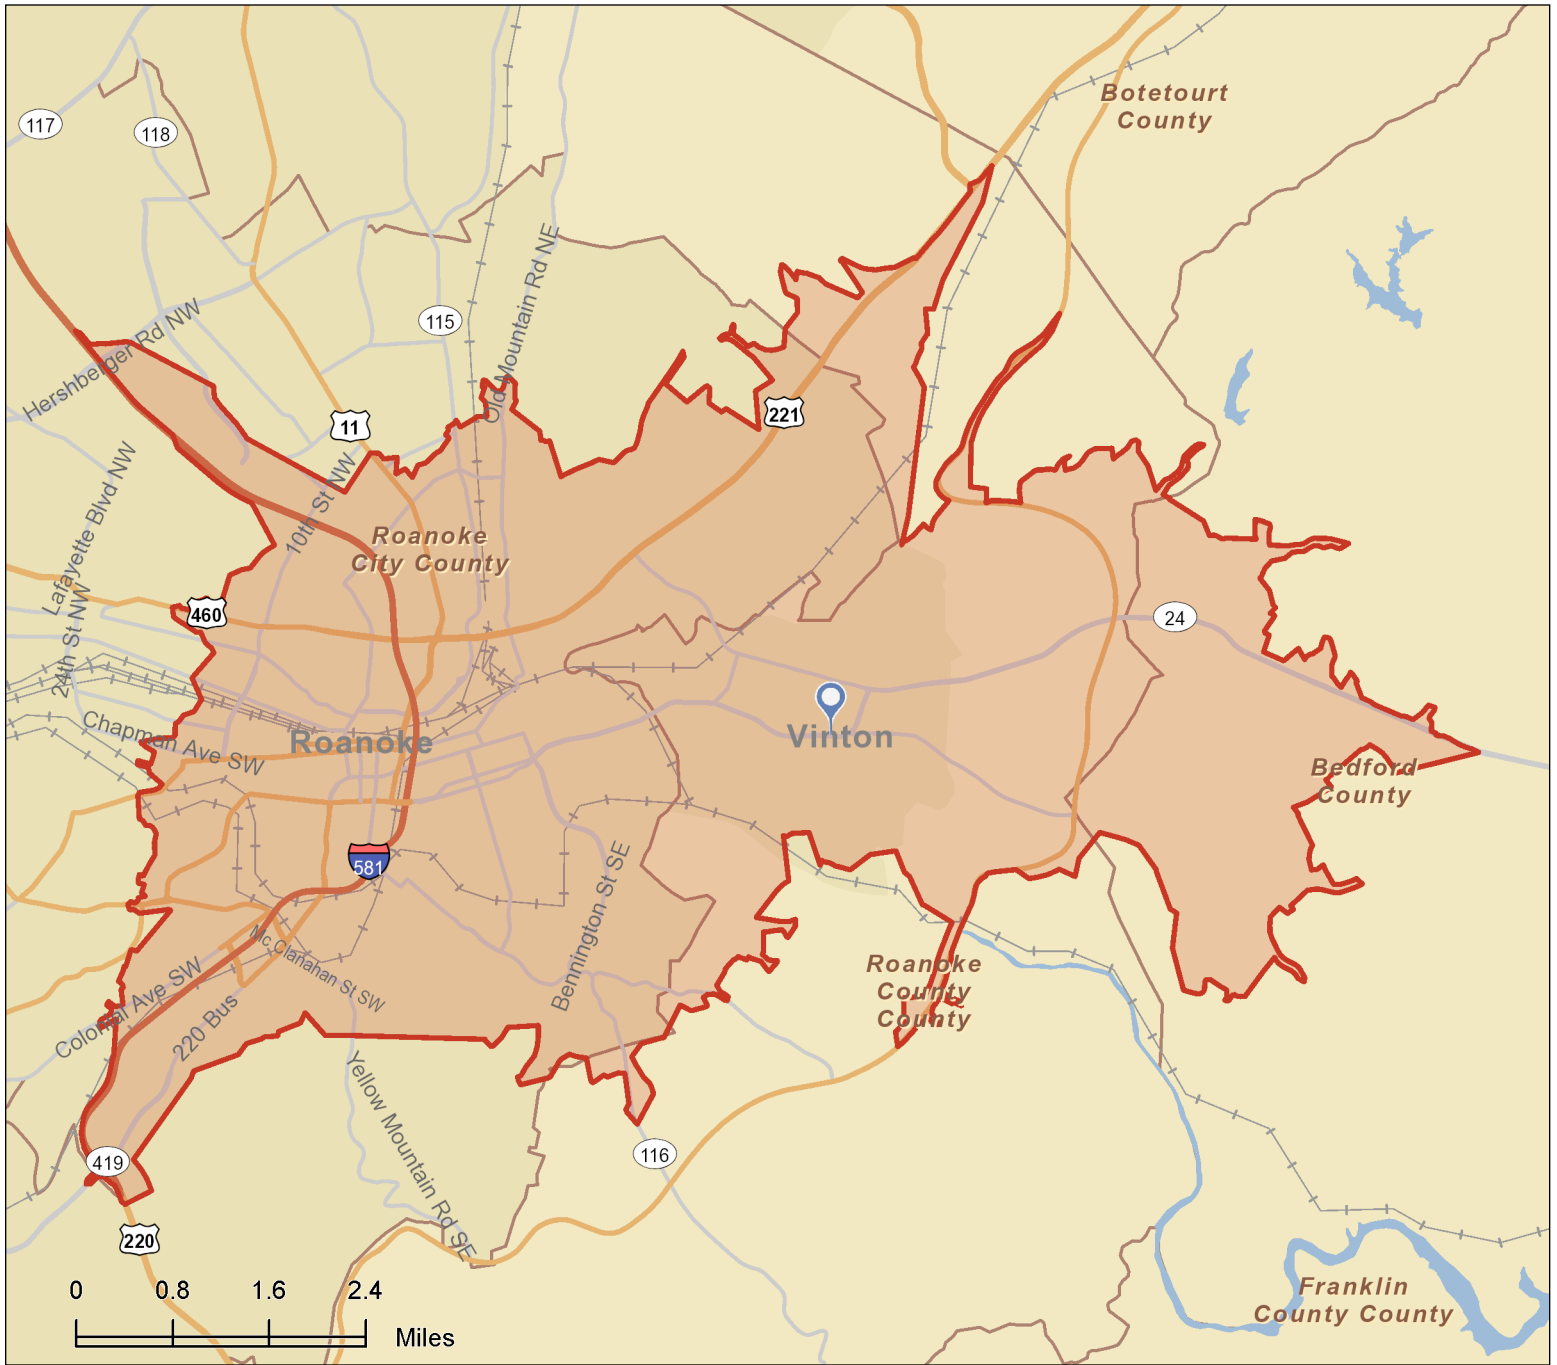 Botetourt
County
117
118
Old Mountain Rd NE
115
Hershberger Rd NW
11
221
Lafayette Blvd NW
10th St NW
Roanoke
City County
460
24th St NW
24
Chapman Ave SW
Roanoke
Vinton
Bedford
County
581
Bennington St SE
Mc Clanahan St SW
Colonial Ave SW
220 Bus
Roanoke
County
County
Yellow Mountain Rd SE
419
116
220
0 0.8 1.6 2.4
Miles
Franklin
County County